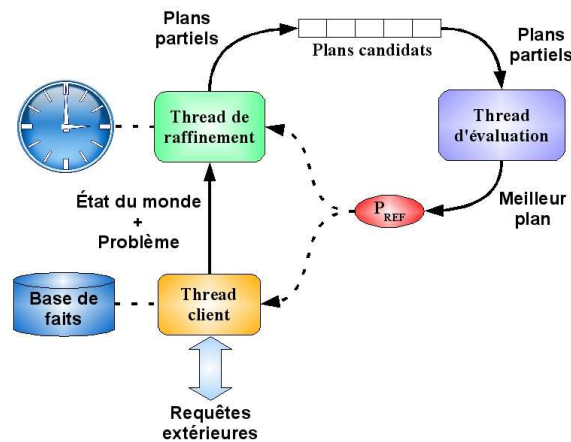 Plans
partiels
Plans candidats
Plans
partiels
Thread de
raffinement
Thread
d'évaluation
État du monde
+
Problème
P_REF
Meilleur
plan
Base de
faits
Thread
client
Requêtes
extérieures